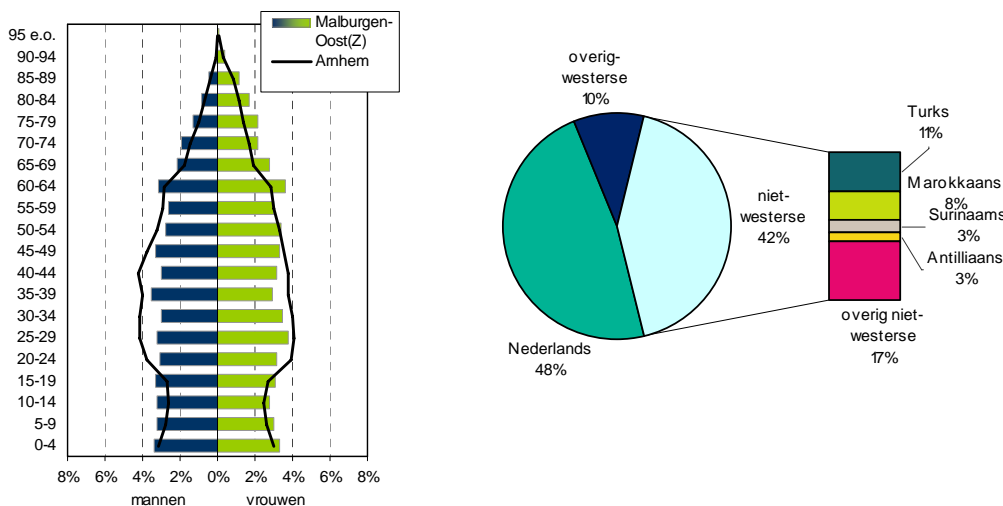 95 e.o.
90-94
85-89
80-84
75-79
70-74
65-69
60-64
55-59
50-54
45-49
40-44
35-39
30-34
25-29
20-24
15-19
10-14
5-9
0-4
8% 6% 4% 2% 0% 2% 4% 6% 8%
mannen vrouwen
Malburgen-
Oost(Z)
Arnhem
overig-
westerse
10%
niet-
westerse
42%
Nederlands
48%
Turks
11%
Marokkaans
8%
Surinaams
3%
Antilliaans
3%
overig niet-
westerse
17%